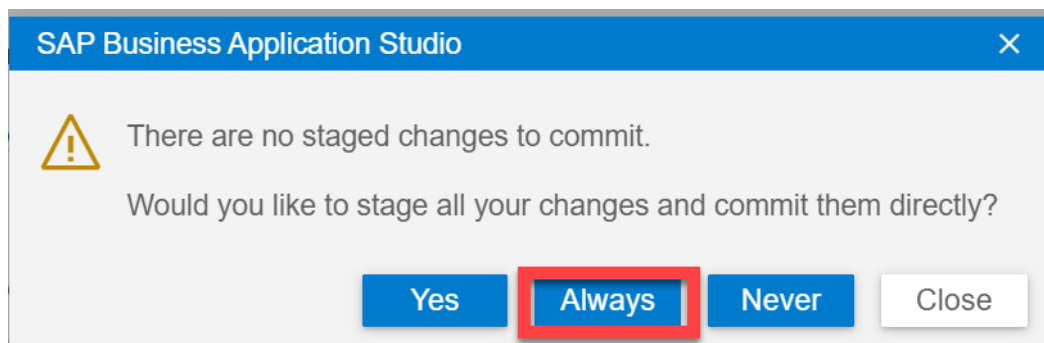 SAP Business Application Studio
There are no staged changes to commit.
Would you like to stage all your changes and commit them directly?
Yes Always Never Close